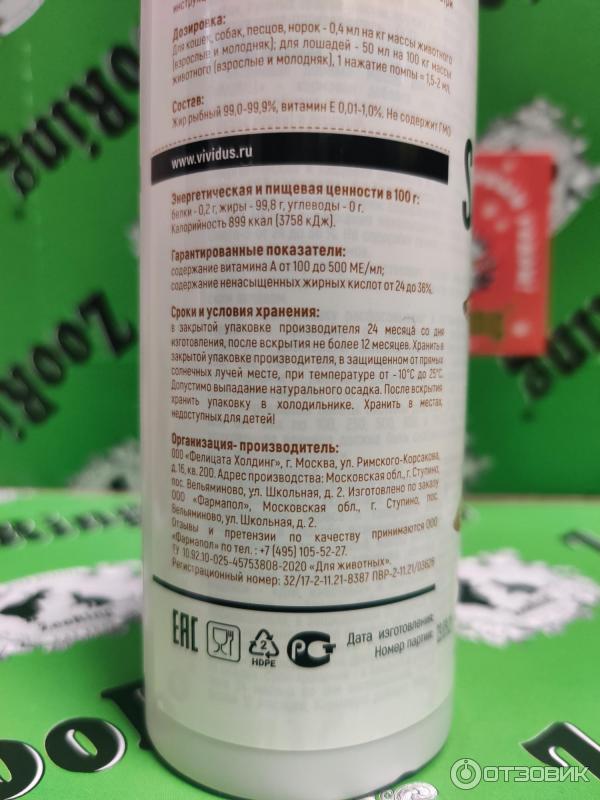 Дозировка:
Для кошек, собак, песцов, норок - 0,4 мл на кг массы животного
(взрослые и молодняк); для лошадей - 50 мл на 100 кг массы
животного (взрослые и молодняк), 1 нажатие помпы = 1,5-2 мл.
Состав:
Жир рыбный 99,0-99,9%, витамин Е 0,01-1,0%. Не содержит ГМО
www.vividus.ru
Энергетическая и пищевая ценности в 100 г:
белки - 0,2 г, жиры - 99,8 г, углеводы - 0 г.
Калорийность 899 ккал (3758 кДж).
Гарантированные показатели:
содержание витамина А от 100 до 500 МЕ/мл;
содержание ненасыщенных жирных кислот от 24 до 36%.
Сроки и условия хранения:
в закрытой упаковке производителя 24 месяца со дня
изготовления, после вскрытия не более 12 месяцев. Хранить в
закрытой упаковке производителя, в защищенном от прямых
солнечных лучей месте, при температуре от -10°С до 25°С.
Допустимо выпадание натурального осадка. После вскрытия
хранить упаковку в холодильнике. Хранить в местах,
недоступных для детей!
Организация- производитель:
ООО «Фелицата Холдинг», г. Москва, ул. Римского-Корсакова,
д. 16, кв. 200. Адрес производства: Московская обл., г. Ступино,
пос. Вельяминово, ул. Школьная, д. 2. Изготовлено по заказу
ООО «Фармапол», Московская обл., г. Ступино, пос.
Вельяминово, ул. Школьная, д. 2.
Отзывы и претензии по качеству принимаются ООО
«Фармапол» по тел.: +7 (495) 105-52-27.
ТУ 10.92.10-025-45753808-2020 «Для животных».
Регистрационный номер: 32/17-2-11.21-8387 ПВР-2-11.21/03626
EAC
2
HDPE
РСТ
Дата изготовления:
Номер партии:
ZooRing
ZooRing
ZooRing
ОТЗОВИК